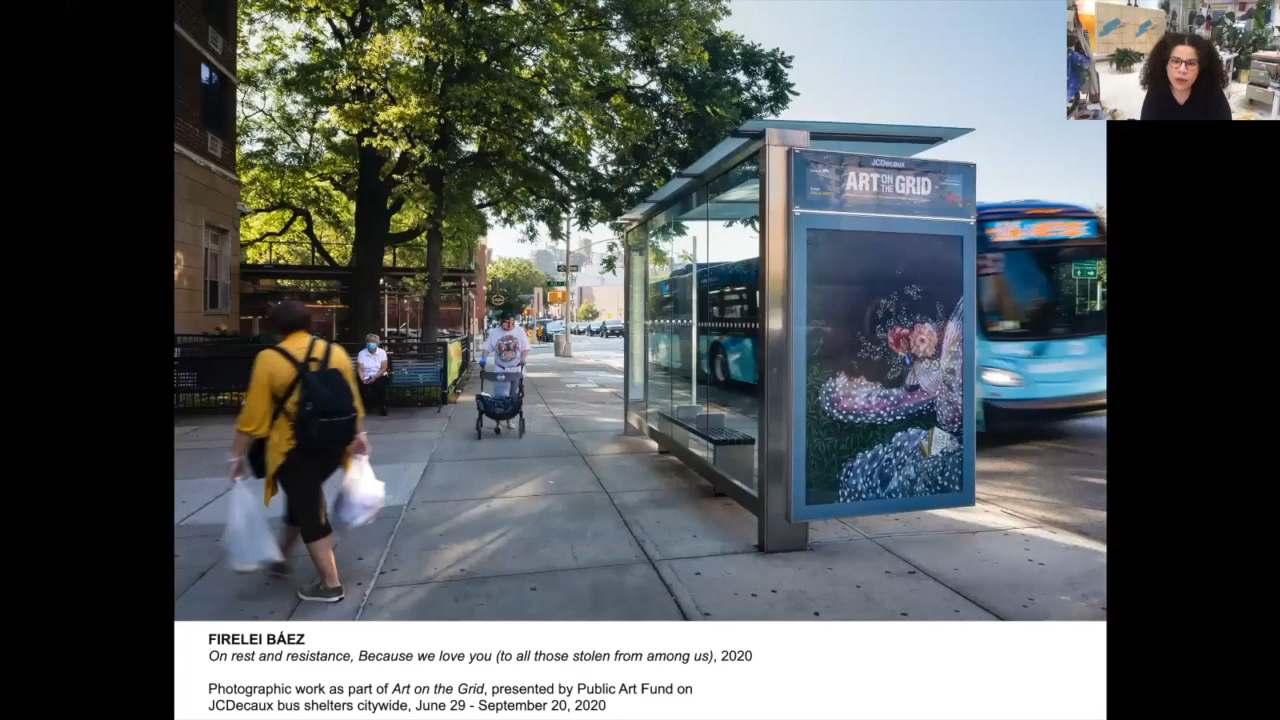 JCDecaux
ART ON THE GRID
FIRELEI BÁEZ
On rest and resistance, Because we love you (to all those stolen from among us), 2020
Photographic work as part of Art on the Grid, presented by Public Art Fund on
JCDecaux bus shelters citywide, June 29 - September 20, 2020